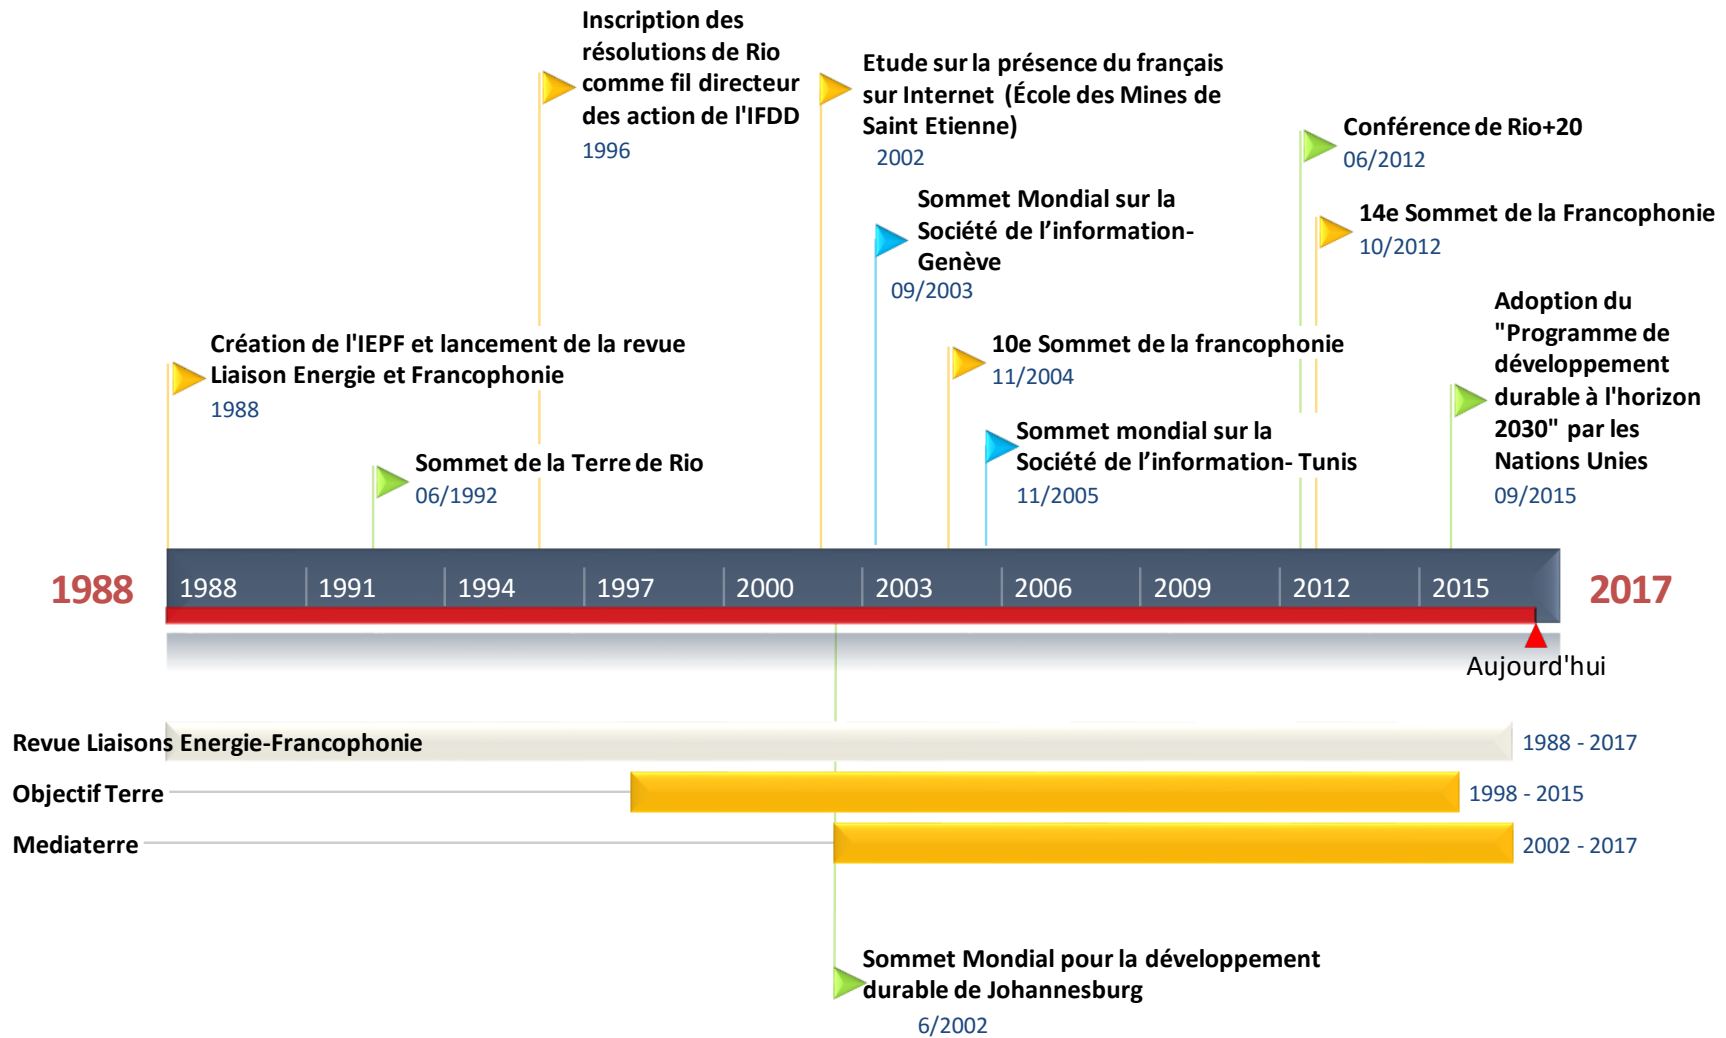 Inscription des
résolutions de Rio
comme fil directeur
des action de l'IFDD
1996
Etude sur la présence du français
sur Internet (École des Mines de
Saint Etienne)
2002
Conférence de Rio+20
06/2012
Sommet Mondial sur la
Société de l’information-
Genève
09/2003
14e Sommet de la Francophonie
10/2012
Création de l'IEPF et lancement de la revue
Liaison Energie et Francophonie
1988
10e Sommet de la francophonie
11/2004
Adoption du
"Programme de
développement
durable à l'horizon
2030" par les
Nations Unies
09/2015
Sommet de la Terre de Rio
06/1992
Sommet mondial sur la
Société de l’information- Tunis
11/2005
1988 1988 1991 1994 1997 2000 2003 2006 2009 2012 2015 2017
Aujourd'hui
Revue Liaisons Energie-Francophonie 1988 - 2017
Objectif Terre 1998 - 2015
Mediaterre 2002 - 2017
Sommet Mondial pour la développement
durable de Johannesburg
6/2002